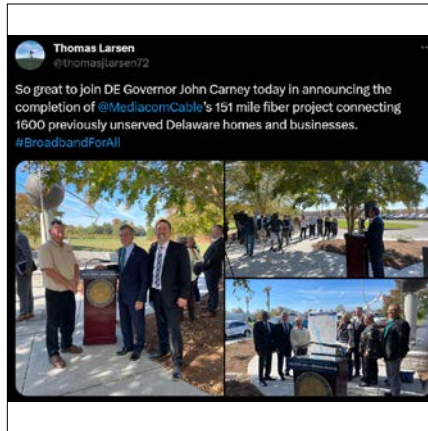 Thomas Larsen
@thomasjlarsen72
So great to join DE Governor John Carney today in announcing the
completion of @MediacomCable's 151 mile fiber project connecting
1600 previously unserved Delaware homes and businesses.
#BroadbandForAll